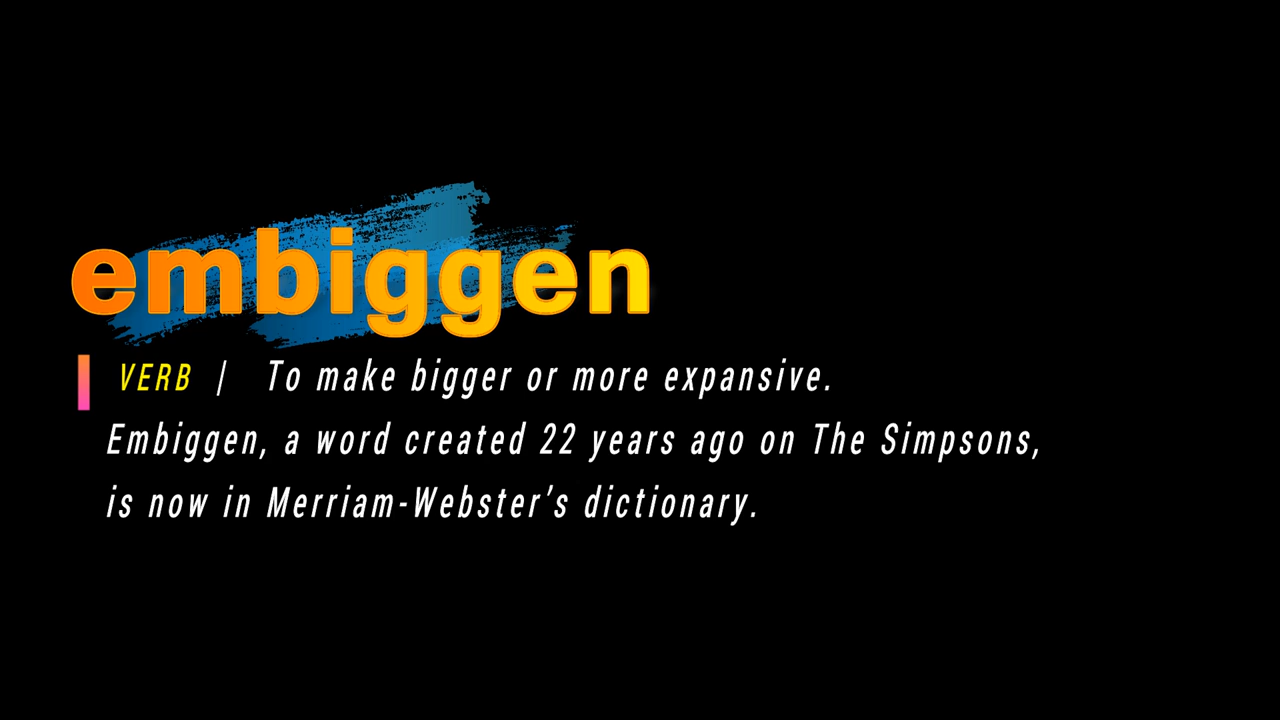 embiggen
VERB | To make bigger or more expansive.
Embiggen, a word created 22 years ago on The Simpsons,
is now in Merriam-Webster’s dictionary.